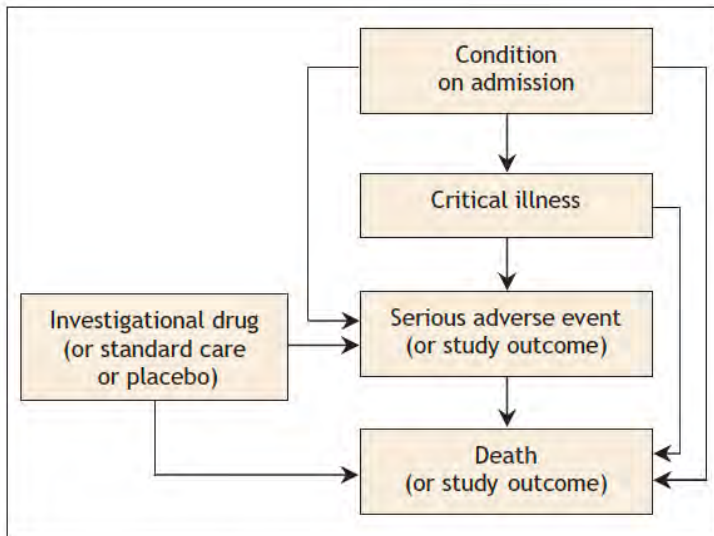 Condition
on admission
Critical illness
Investigational drug
(or standard care
or placebo)
Serious adverse event
(or study outcome)
Death
(or study outcome)